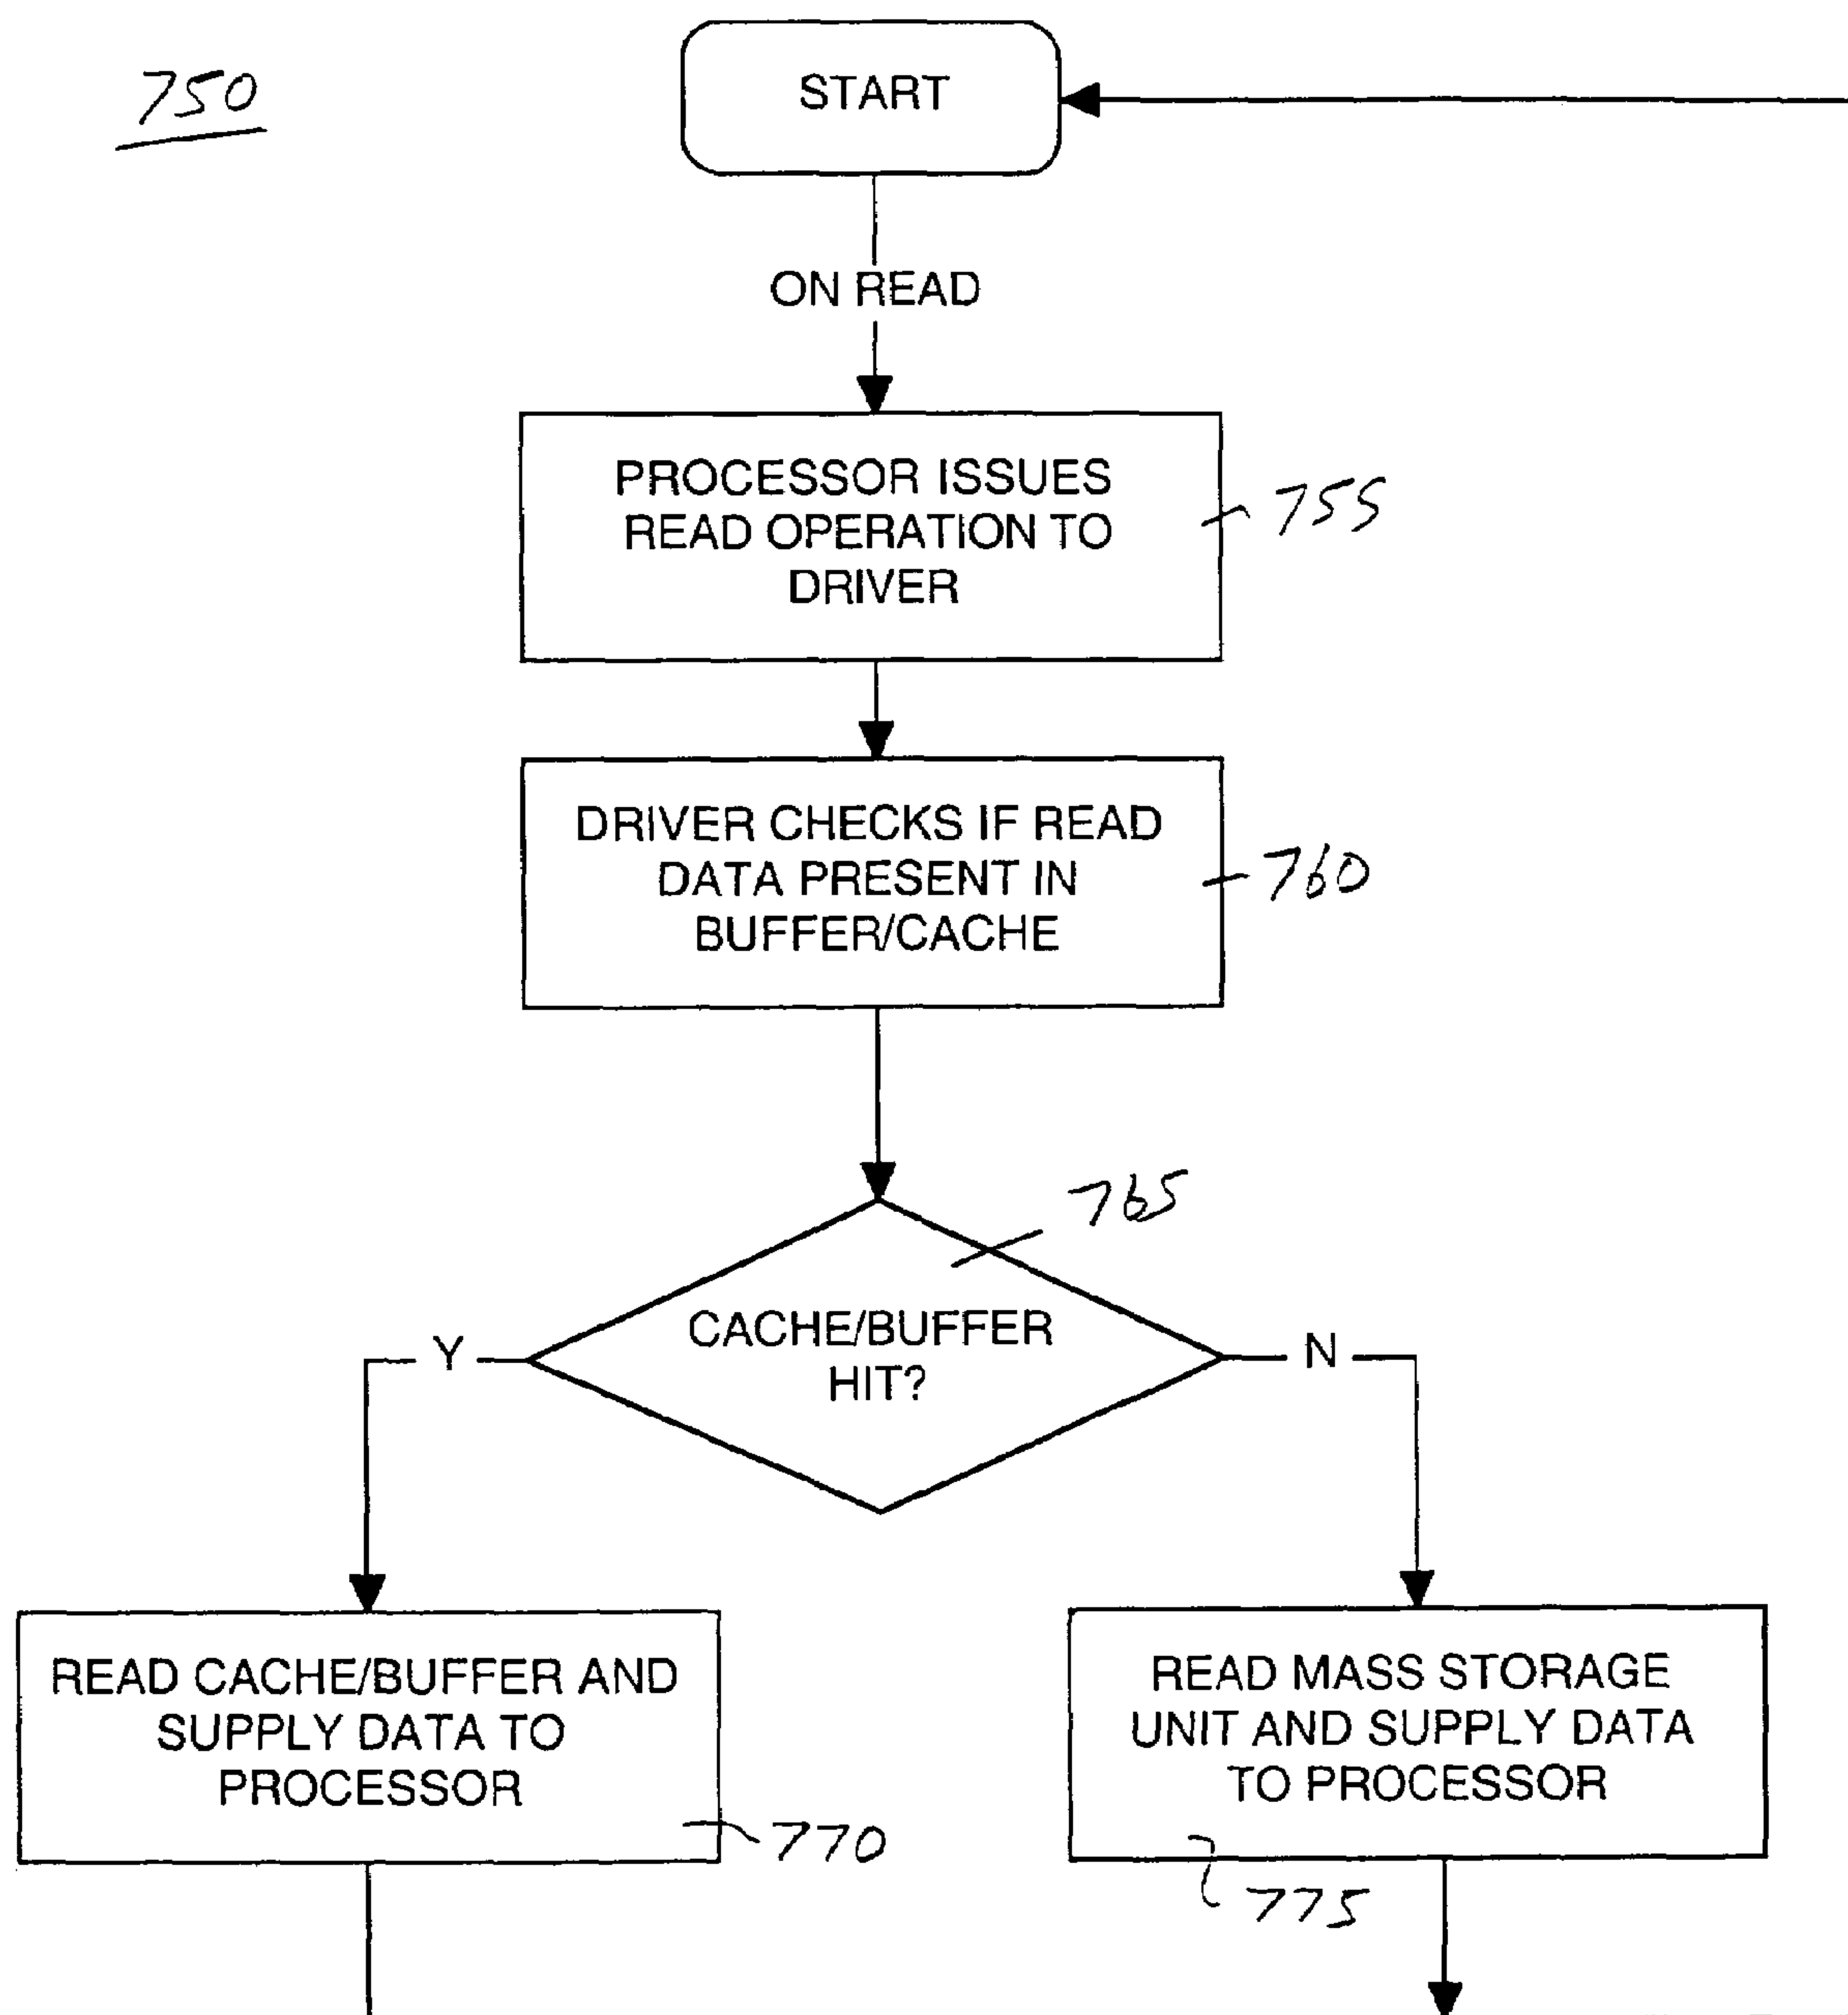 750
START
ON READ
PROCESSOR ISSUES
READ OPERATION TO
DRIVER
755
DRIVER CHECKS IF READ
DATA PRESENT IN
BUFFER/CACHE
760
765
CACHE/BUFFER
HIT?
Y
N
READ CACHE/BUFFER AND
SUPPLY DATA TO
PROCESSOR
770
READ MASS STORAGE
UNIT AND SUPPLY DATA
TO PROCESSOR
775